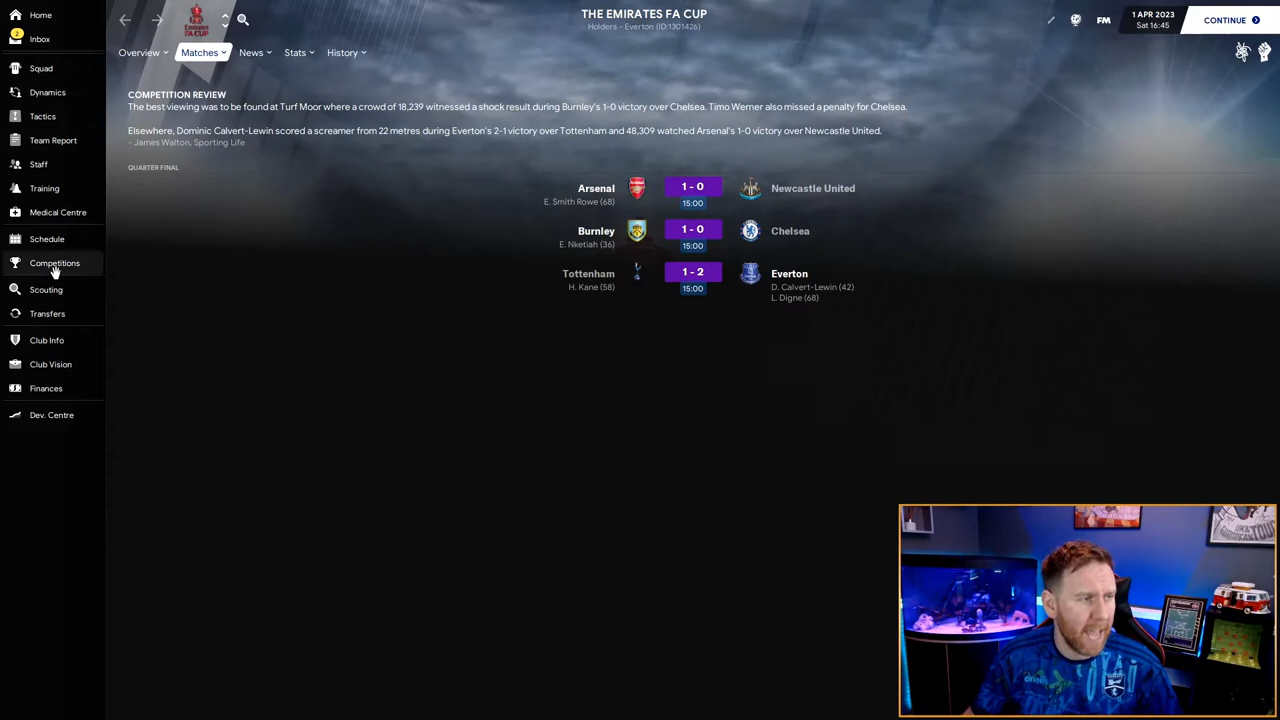 Home
2
Inbox
Squad
Dynamics
Tactics
Team Report
Staff
Training
Medical Centre
Schedule
Competitions
Scouting
Transfers
Club Info
Club Vision
Finances
Dev. Centre
THE EMIRATES FA CUP
Holders - Everton (ID:1301426)
FM
1 APR 2023
Sat 16:45
CONTINUE
Overview
Matches
News
Stats
History
COMPETITION REVIEW
The best viewing was to be found at Turf Moor where a crowd of 18,239 witnessed a shock result during Burnley's 1-0 victory over Chelsea. Timo Werner also missed a penalty for Chelsea.
Elsewhere, Dominic Calvert-Lewin scored a screamer from 22 metres during Everton's 2-1 victory over Tottenham and 48,309 watched Arsenal's 1-0 victory over Newcastle United.
- James Walton, Sporting Life
QUARTER FINAL
Arsenal 1 - 0 Newcastle United
E. Smith Rowe (68) 15:00
Burnley 1 - 0 Chelsea
E. Nketiah (36) 15:00
Tottenham 1 - 2 Everton
H. Kane (58) 15:00 D. Calvert-Lewin (42)
L. Digne (68)